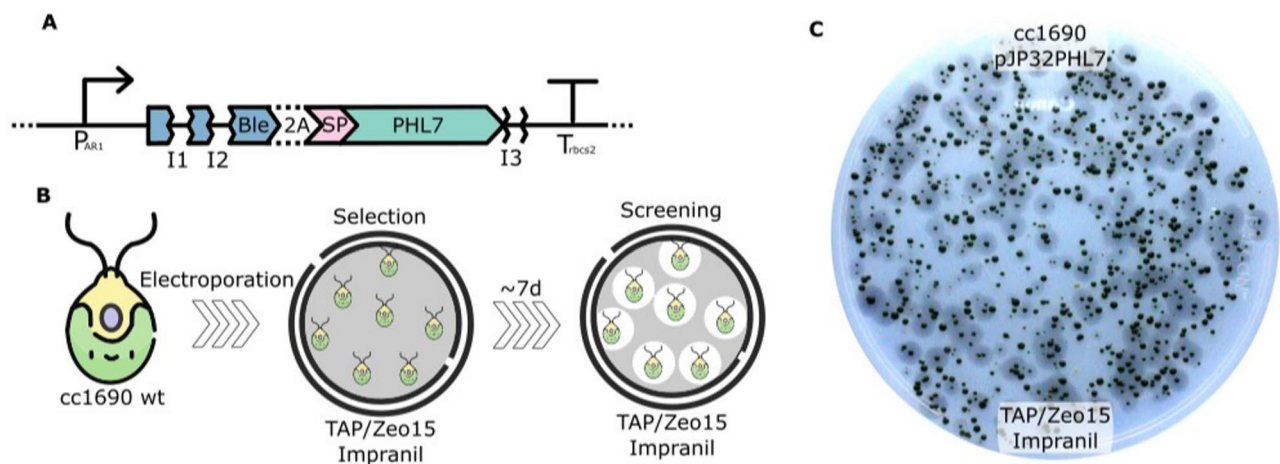 A
P AR1
I1
I2
Ble
2A
SP
PHL7
I3
T rbcs2
B
cc1690 wt
Electroporation
Selection
TAP/Zeo15
Impranil
~7d
Screening
TAP/Zeo15
Impranil
C
cc1690
pJP32PHL7
TAP/Zeo15
Impranil